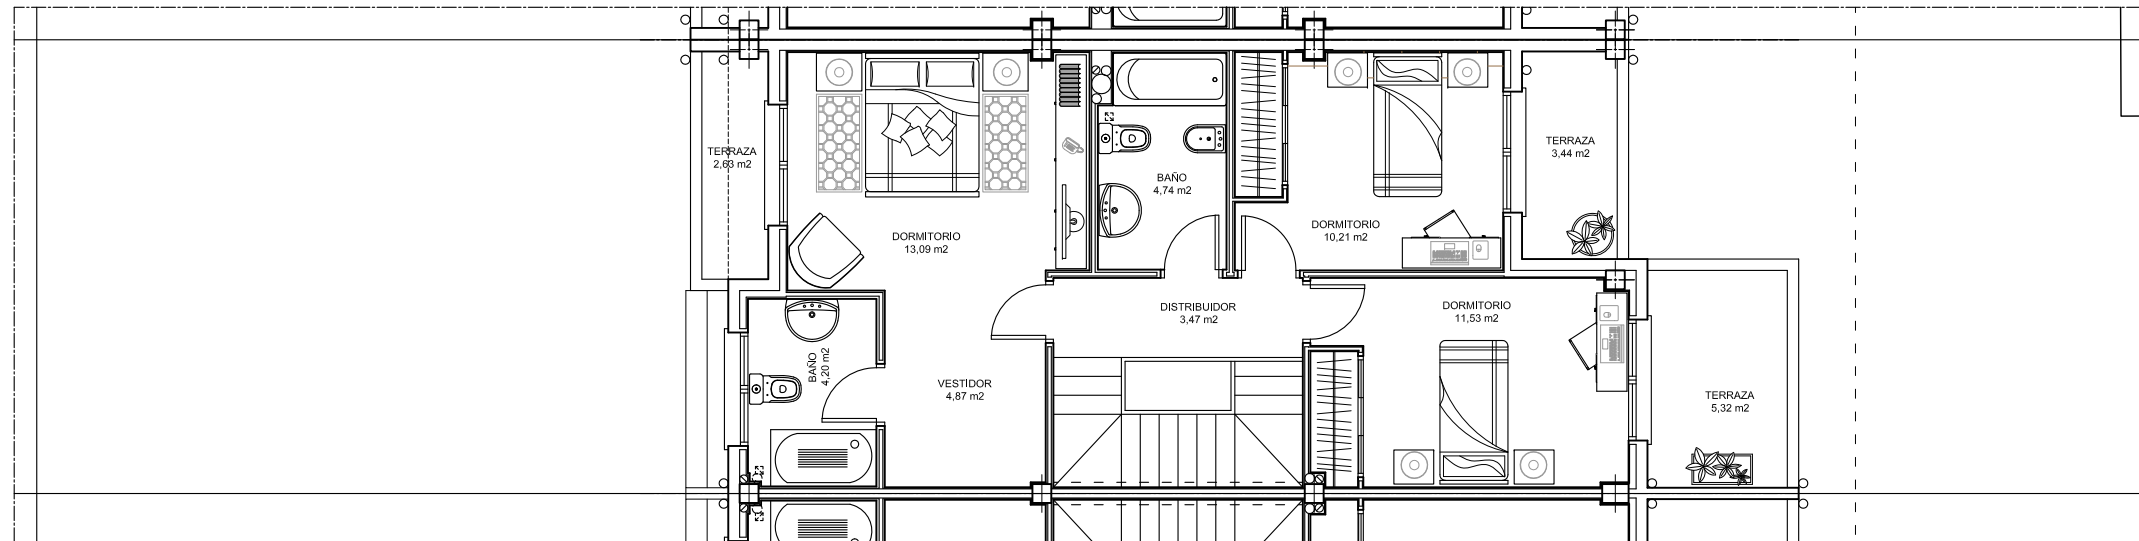 TERRAZA
2,63 m2
DORMITORIO
13,09 m2
BAÑO
4,74 m2
DORMITORIO
10,21 m2
TERRAZA
3,44 m2
DISTRIBUIDOR
3,47 m2
DORMITORIO
11,53 m2
BAÑO
4,20 m2
VESTIDOR
4,87 m2
TERRAZA
5,32 m2